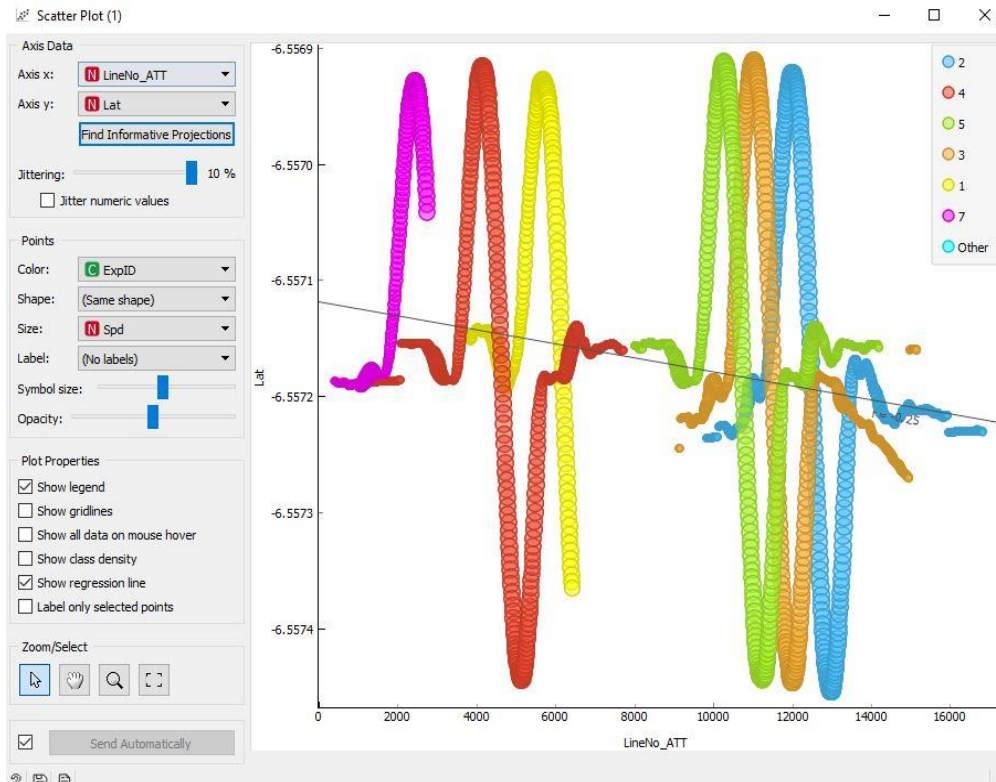 Scatter Plot (1)
Axis Data
Axis x: N LineNo_ATT
Axis y: N Lat
Find Informative Projections
Jittering: 10 %
Jitter numeric values
Points
Color: C ExpID
Shape: (Same shape)
Size: N Spd
Label: (No labels)
Symbol size:
Opacity:
Plot Properties
Show legend
Show gridlines
Show all data on mouse hover
Show class density
Show regression line
Label only selected points
Zoom/Select
Send Automatically
-6.5569
-6.5570
-6.5571
-6.5572
-6.5573
-6.5574
Lat
0 2000 4000 6000 8000 10000 12000 14000 16000
LineNo_ATT
r = -0.25
2
4
5
3
1
7
Other